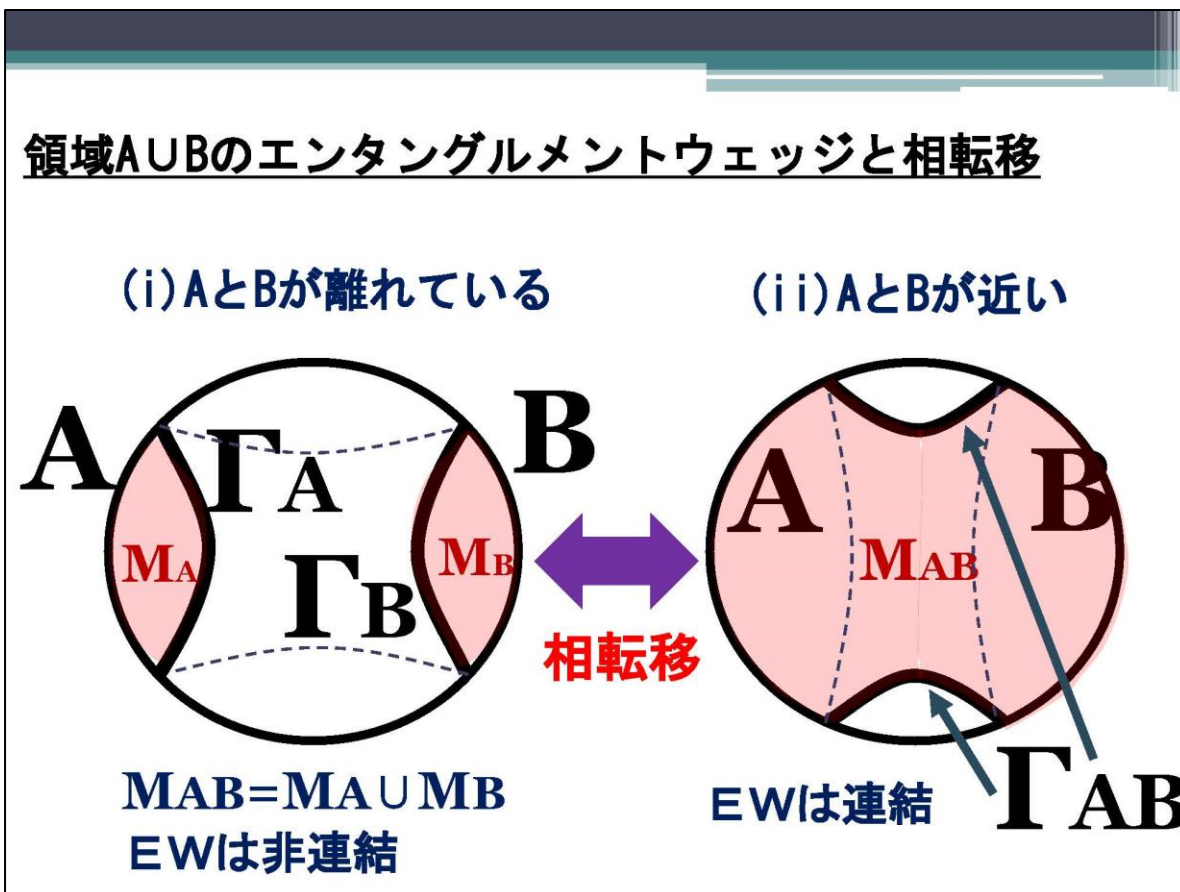 領域A∪Bのエンタングルメントウェッジと相転移
(i)AとBが離れている
A
B
ΓA
MA
ΓB
MB
MAB=MA∪MB
EWは非連結
相転移
(ii)AとBが近い
A
B
MAB
EWは連結
ΓAB